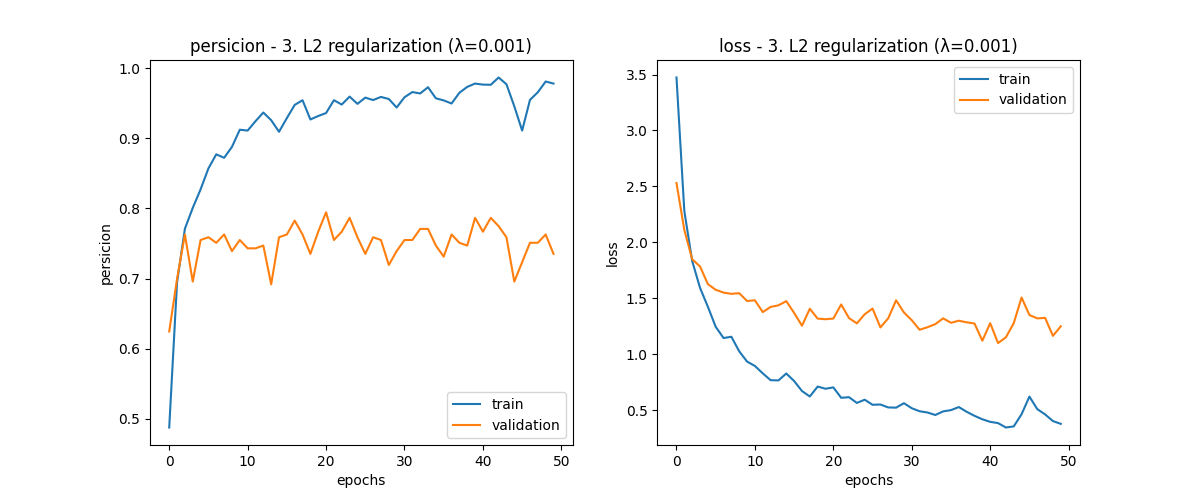 persicion - 3. L2 regularization (λ=0.001)
persicion
1.0
0.9
0.8
0.7
0.6
0.5
0
10
20
30
40
50
epochs
train
validation
loss - 3. L2 regularization (λ=0.001)
loss
3.5
3.0
2.5
2.0
1.5
1.0
0.5
0
10
20
30
40
50
epochs
train
validation